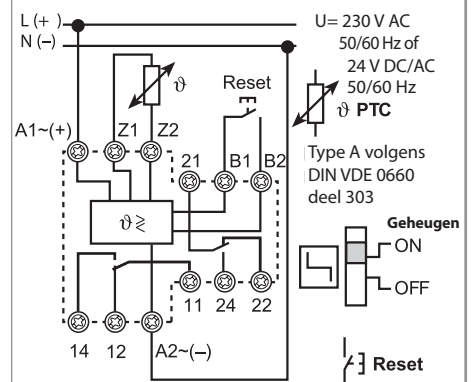 L (+)
N (–)
U= 230 V AC
50/60 Hz of
24 V DC/AC
50/60 Hz
ϑ PTC
Type A volgens
DIN VDE 0660
deel 303
ϑ
Reset
A1~(+) Z1 Z2
21 B1 B2
ϑ ≥
11 24 22
14 12 A2~(–)
Geheugen
ON
OFF
Reset